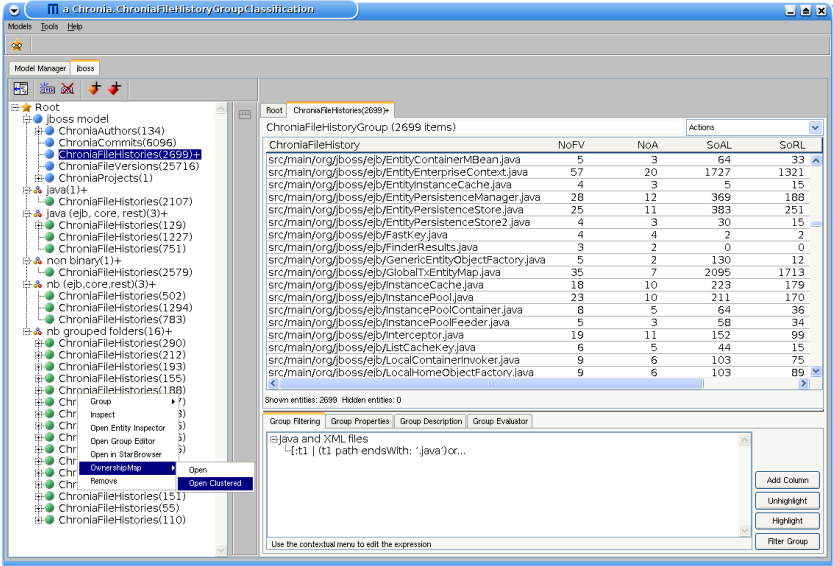 a Chronia.ChroniaFileHistoryGroupClassification
Models Tools Help
Model Manager jboss
Root
jboss model
ChroniaAuthors(134)
ChroniaCommits(6096)
ChroniaFileHistories(2699)+
ChroniaFileVersions(25716)
ChroniaProjects(1)
java(1)+
ChroniaFileHistories(2107)
java (ejb, core, rest)(3)+
ChroniaFileHistories(129)
ChroniaFileHistories(1227)
ChroniaFileHistories(751)
non binary(1)+
ChroniaFileHistories(2579)
nb (ejb,core,rest)(3)+
ChroniaFileHistories(502)
ChroniaFileHistories(1294)
ChroniaFileHistories(783)
nb grouped folders(16)+
ChroniaFileHistories(290)
ChroniaFileHistories(212)
ChroniaFileHistories(193)
ChroniaFileHistories(155)
ChroniaFileHistories(188)
Chr
Chr
Chr
Chr
Chr
Chr
Chr
ChroniaFileHistories(151)
ChroniaFileHistories(55)
ChroniaFileHistories(110)
Group
Inspect
Open Entity Inspector
Open Group Editor
Open in StarBrowser
OwnershipMap
Remove
Open
Open Clustered
Root ChroniaFileHistories(2699)+
ChroniaFileHistoryGroup (2699 items) Actions
ChroniaFileHistory NoFV NoA SoAL SoRL
src/main/org/jboss/ejb/EntityContainerMBean.java 5 3 64 33
src/main/org/jboss/ejb/EntityEnterpriseContext.java 57 20 1727 1321
src/main/org/jboss/ejb/EntityInstanceCache.java 4 3 5 15
src/main/org/jboss/ejb/EntityPersistenceManager.java 28 12 369 188
src/main/org/jboss/ejb/EntityPersistenceStore.java 25 11 383 251
src/main/org/jboss/ejb/EntityPersistenceStore2.java 4 3 30 15
src/main/org/jboss/ejb/FastKey.java 4 4 2 2
src/main/org/jboss/ejb/FinderResults.java 3 2 0 0
src/main/org/jboss/ejb/GenericEntityObjectFactory.java 5 2 130 12
src/main/org/jboss/ejb/GlobalTxEntityMap.java 35 7 2095 1713
src/main/org/jboss/ejb/InstanceCache.java 18 10 223 179
src/main/org/jboss/ejb/InstancePool.java 23 10 211 170
src/main/org/jboss/ejb/InstancePoolContainer.java 8 5 64 36
src/main/org/jboss/ejb/InstancePoolFeeder.java 5 3 58 34
src/main/org/jboss/ejb/Interceptor.java 19 11 152 99
src/main/org/jboss/ejb/ListCacheKey.java 6 5 44 15
src/main/org/jboss/ejb/LocalContainerInvoker.java 9 6 103 75
src/main/org/jboss/ejb/LocalHomeObjectFactory.java 9 6 103 89
Shown entities: 2699 Hidden entities: 0
Group Filtering Group Properties Group Description Group Evaluator
Java and XML files
[:t1 | (t1 path endsWith: '.java')or...
Add Column
Unhighlight
Highlight
Filter Group
Use the contextual menu to edit the expression